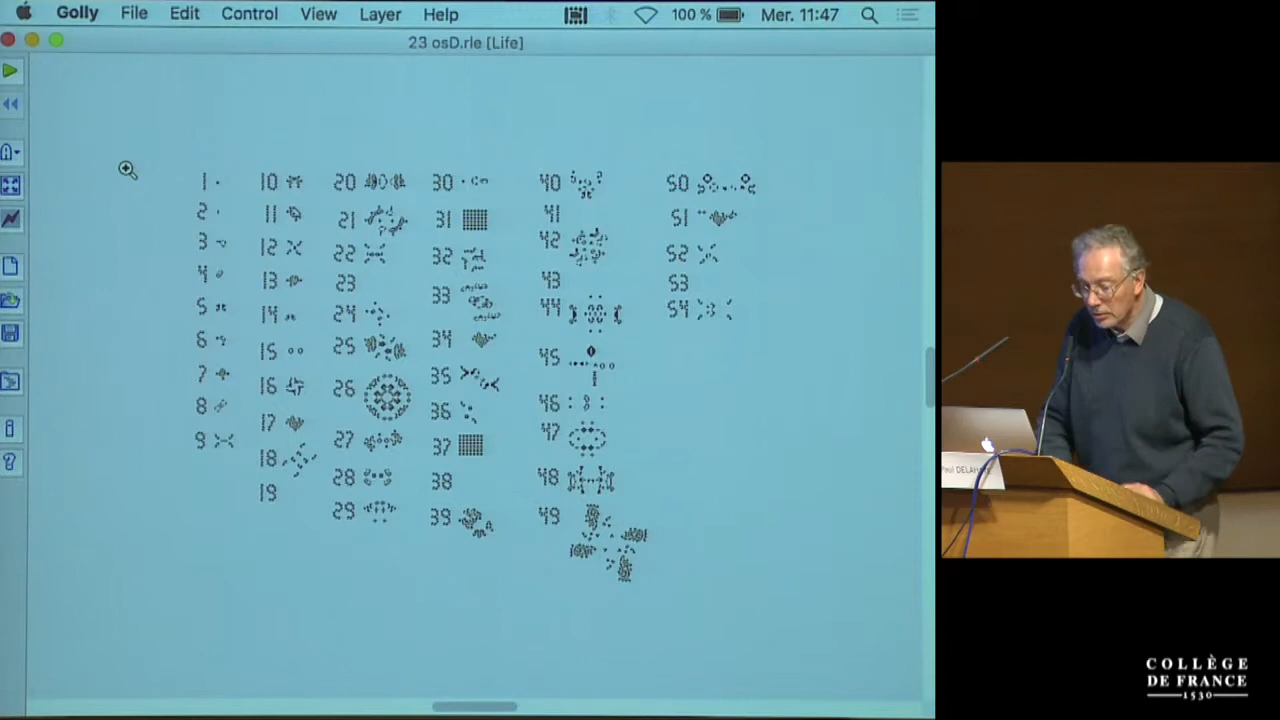 Golly File Edit Control View Layer Help 100 % Mer. 11:47
23 osD.rle [Life]
1 10 20 30 40 50
2 11 21 31 41 51
3 12 22 32 42 52
4 13 23 33 43 53
5 14 24 34 44 54
6 15 25 35 45
7 16 26 36 46
8 17 27 37 47
9 18 28 38 48
19 29 39 49
COLLÈGE
DE FRANCE
1530